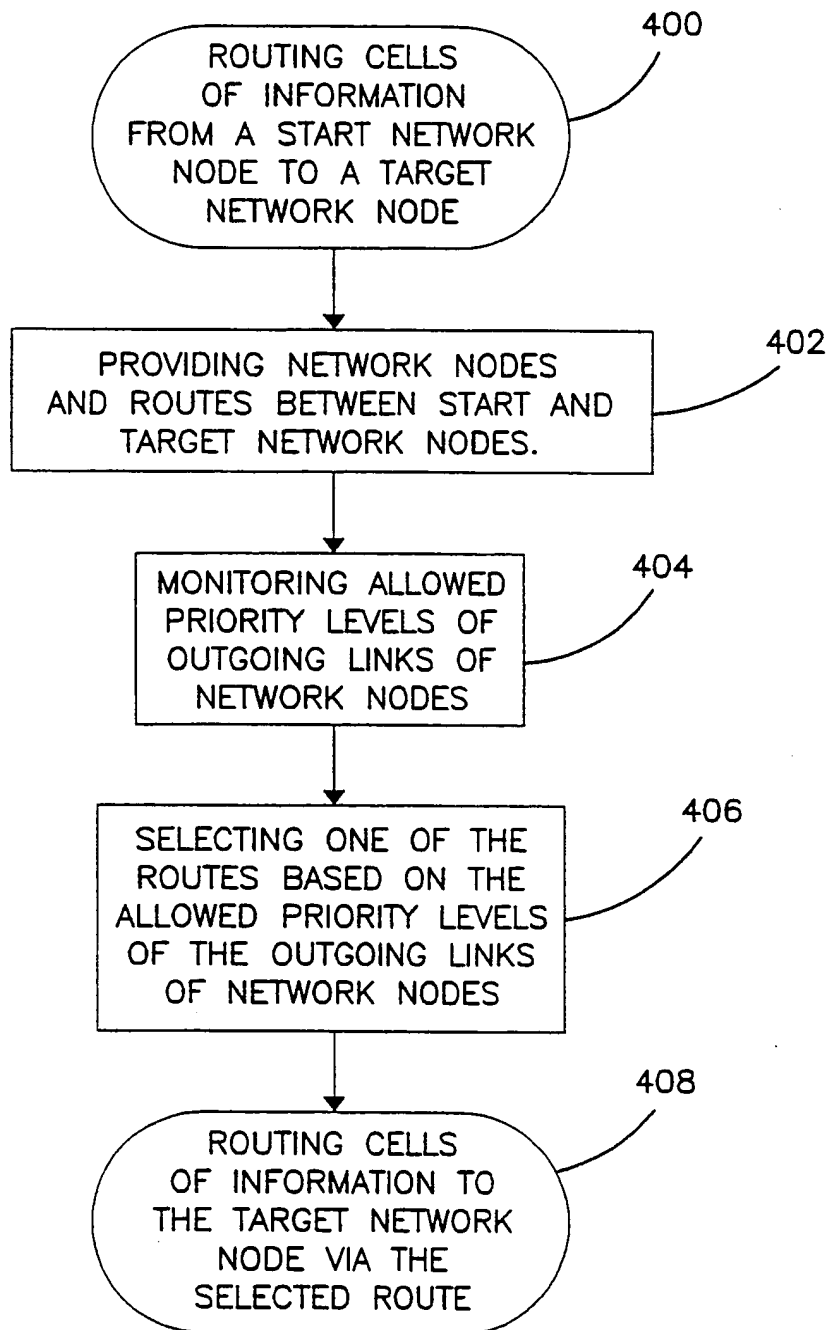 400
ROUTING CELLS
OF INFORMATION
FROM A START NETWORK
NODE TO A TARGET
NETWORK NODE
402
PROVIDING NETWORK NODES
AND ROUTES BETWEEN START AND
TARGET NETWORK NODES.
404
MONITORING ALLOWED
PRIORITY LEVELS OF
OUTGOING LINKS OF
NETWORK NODES
406
SELECTING ONE OF THE
ROUTES BASED ON THE
ALLOWED PRIORITY LEVELS
OF THE OUTGOING LINKS
OF NETWORK NODES
408
ROUTING CELLS
OF INFORMATION TO
THE TARGET NETWORK
NODE VIA THE
SELECTED ROUTE